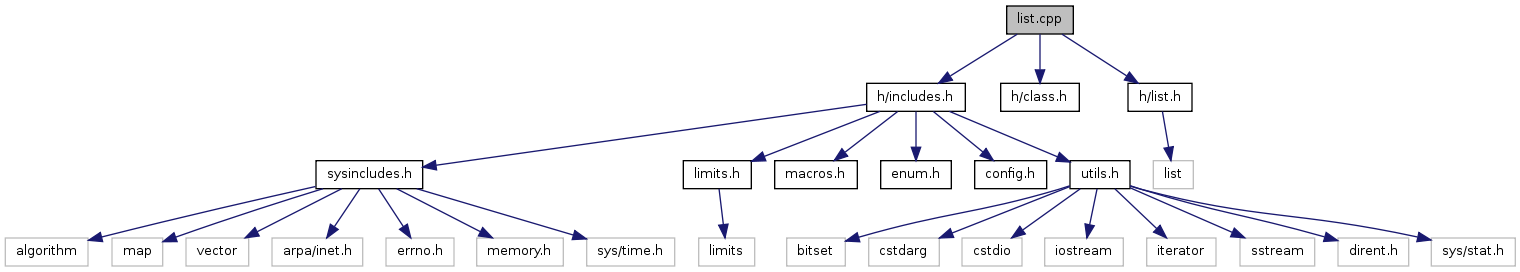 list.cpp
h/includes.h
h/class.h
h/list.h
sysincludes.h
limits.h
macros.h
enum.h
config.h
utils.h
list
algorithm
map
vector
arpa/inet.h
errno.h
memory.h
sys/time.h
limits
bitset
cstdarg
cstdio
iostream
iterator
sstream
dirent.h
sys/stat.h